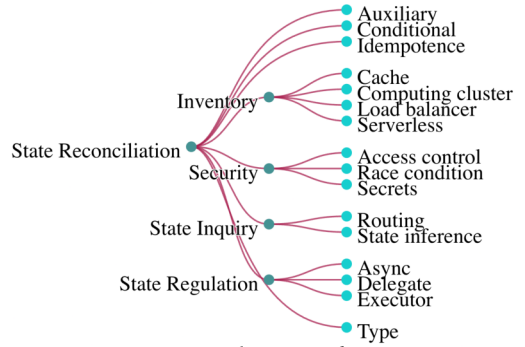 Auxiliary
Conditional
Idempotence
Cache
Inventory
Computing cluster
Load balancer
Serverless
State Reconciliation
Access control
Security
Race condition
Secrets
Routing
State Inquiry
State inference
Async
State Regulation
Delegate
Executor
Type